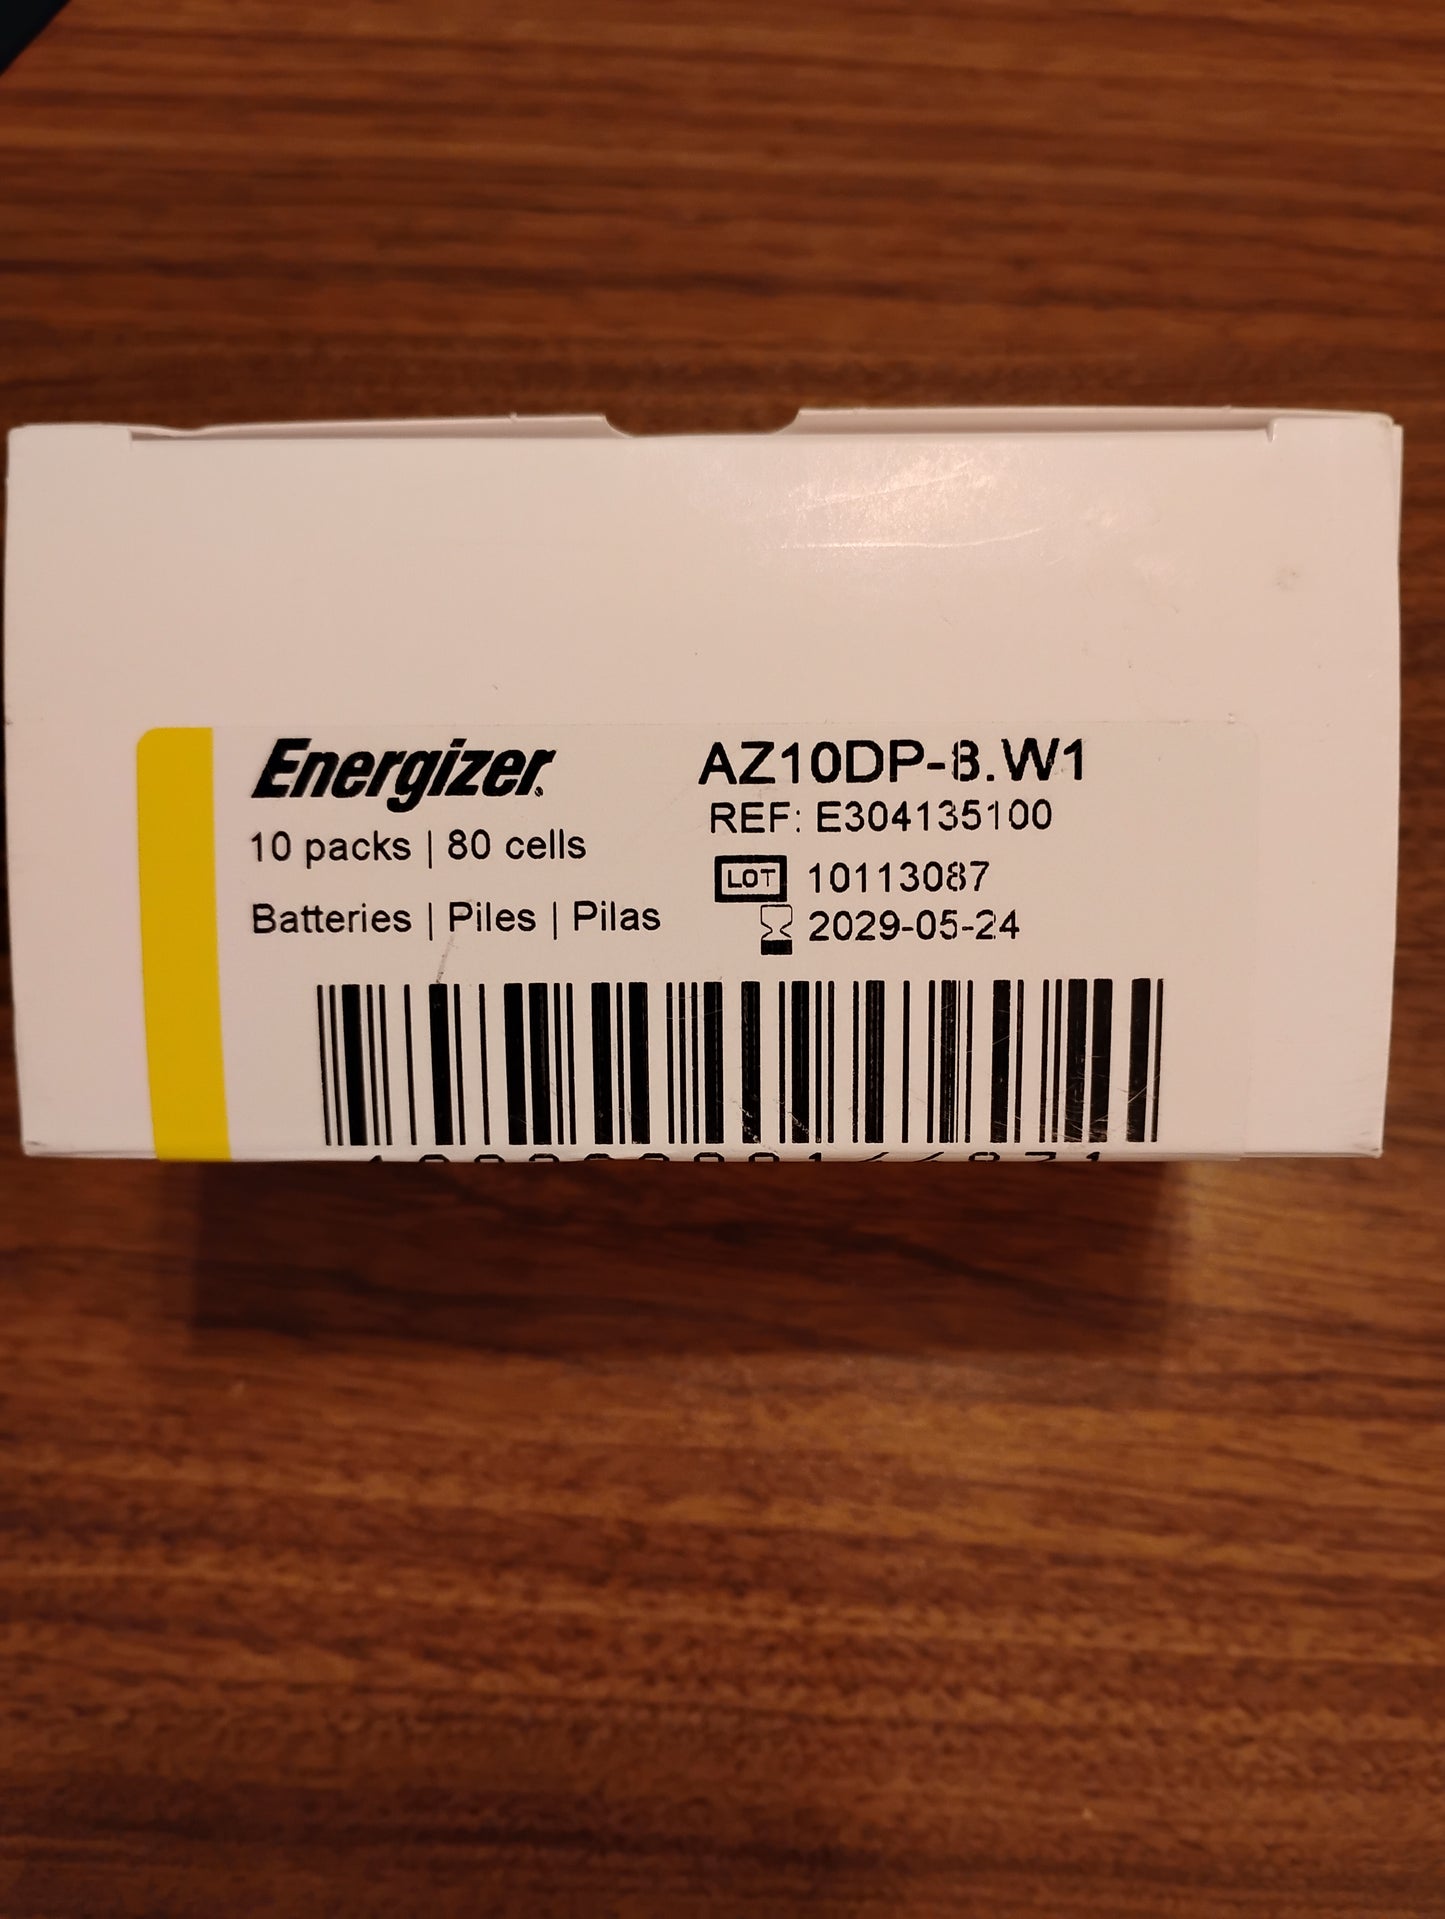 Energizer
10 packs | 80 cells
Batteries | Piles | Pilas
AZ10DP-8.W1
REF: E304135100
LOT 10113087
2029-05-24